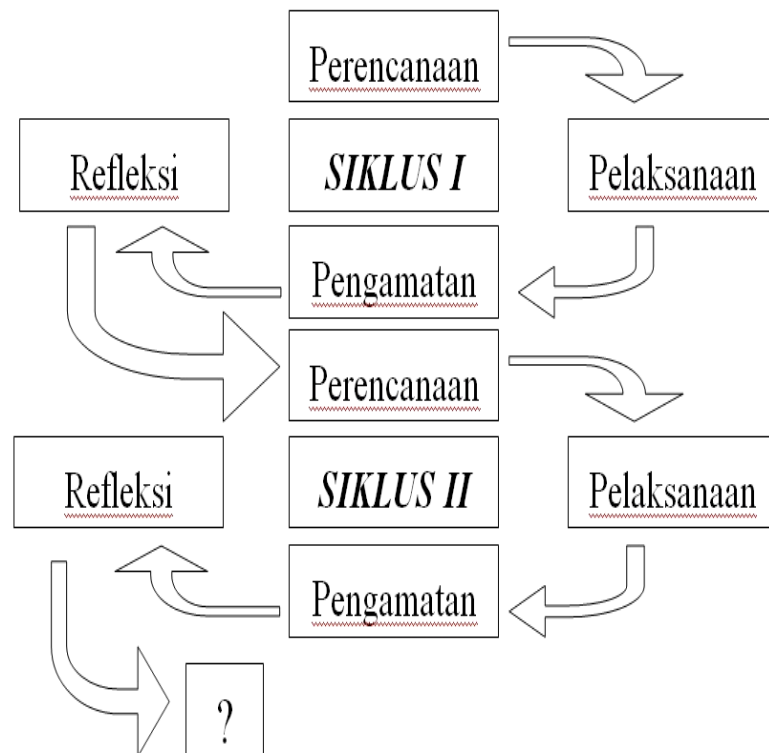 Perencanaan
Refleksi
SIKLUS I
Pelaksanaan
Pengamatan
Perencanaan
Refleksi
SIKLUS II
Pelaksanaan
Pengamatan
?